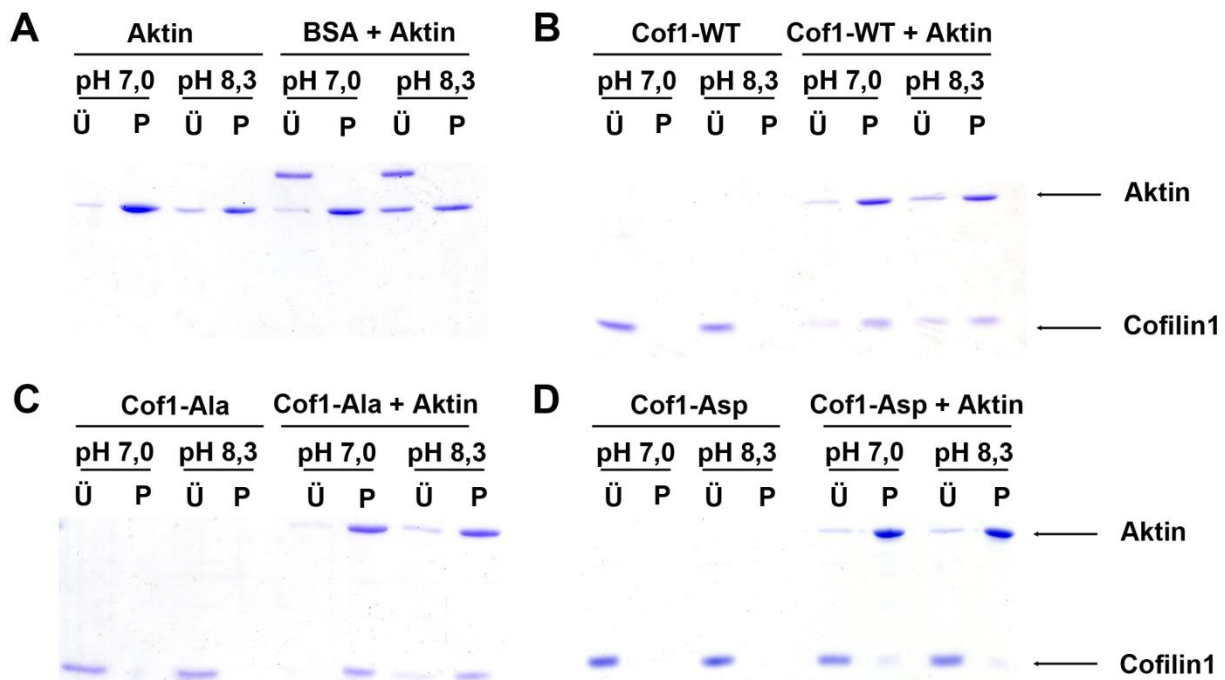 A
Aktin BSA + Aktin
pH 7,0 pH 8,3 pH 7,0 pH 8,3
Ü P Ü P Ü P Ü P
B
Cof1-WT Cof1-WT + Aktin
pH 7,0 pH 8,3 pH 7,0 pH 8,3
Ü P Ü P Ü P Ü P
Aktin
Cofilin1
C
Cof1-Ala Cof1-Ala + Aktin
pH 7,0 pH 8,3 pH 7,0 pH 8,3
Ü P Ü P Ü P Ü P
D
Cof1-Asp Cof1-Asp + Aktin
pH 7,0 pH 8,3 pH 7,0 pH 8,3
Ü P Ü P Ü P Ü P
Aktin
Cofilin1